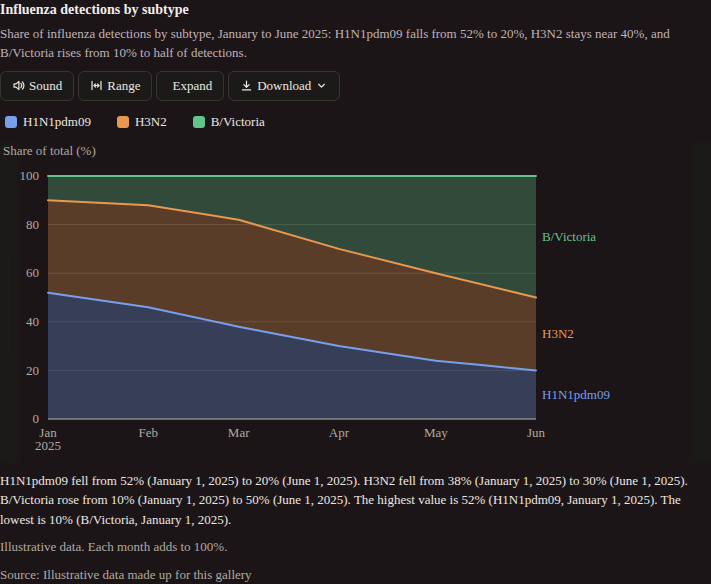 Influenza detections by subtype
Share of influenza detections by subtype, January to June 2025: H1N1pdm09 falls from 52% to 20%, H3N2 stays near 40%, and
B/Victoria rises from 10% to half of detections.
Sound Range Expand Download
H1N1pdm09 H3N2 B/Victoria
Share of total (%)
100
80
B/Victoria
60
40
H3N2
20
H1N1pdm09
0
Jan Feb Mar Apr May Jun
2025
H1N1pdm09 fell from 52% (January 1, 2025) to 20% (June 1, 2025). H3N2 fell from 38% (January 1, 2025) to 30% (June 1, 2025).
B/Victoria rose from 10% (January 1, 2025) to 50% (June 1, 2025). The highest value is 52% (H1N1pdm09, January 1, 2025). The
lowest is 10% (B/Victoria, January 1, 2025).
Illustrative data. Each month adds to 100%.
Source: Illustrative data made up for this gallery